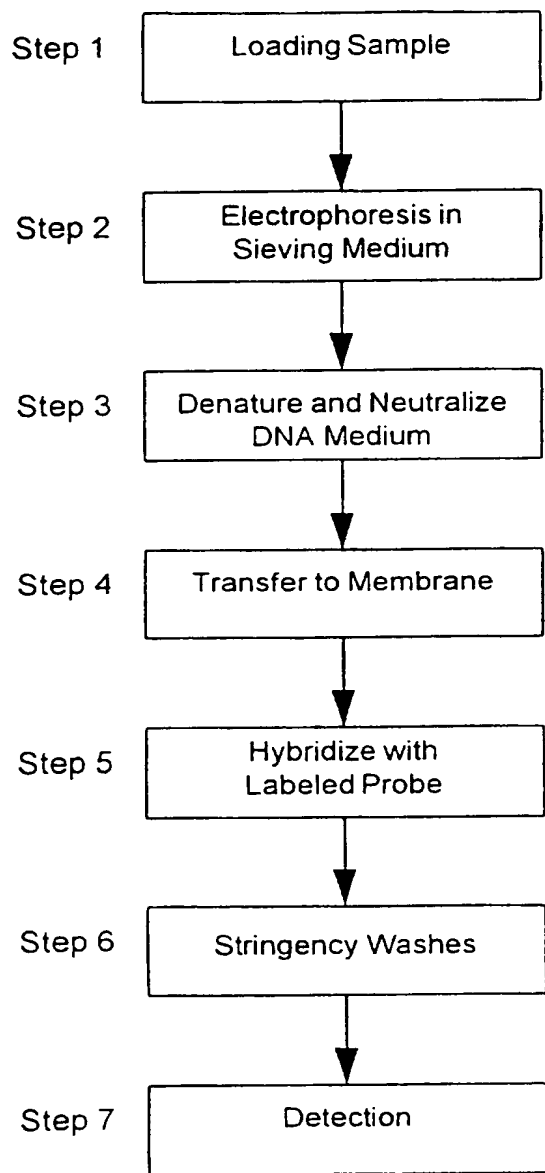 Step 1
Loading Sample
Step 2
Electrophoresis in
Sieving Medium
Step 3
Denature and Neutralize
DNA Medium
Step 4
Transfer to Membrane
Step 5
Hybridize with
Labeled Probe
Step 6
Stringency Washes
Step 7
Detection